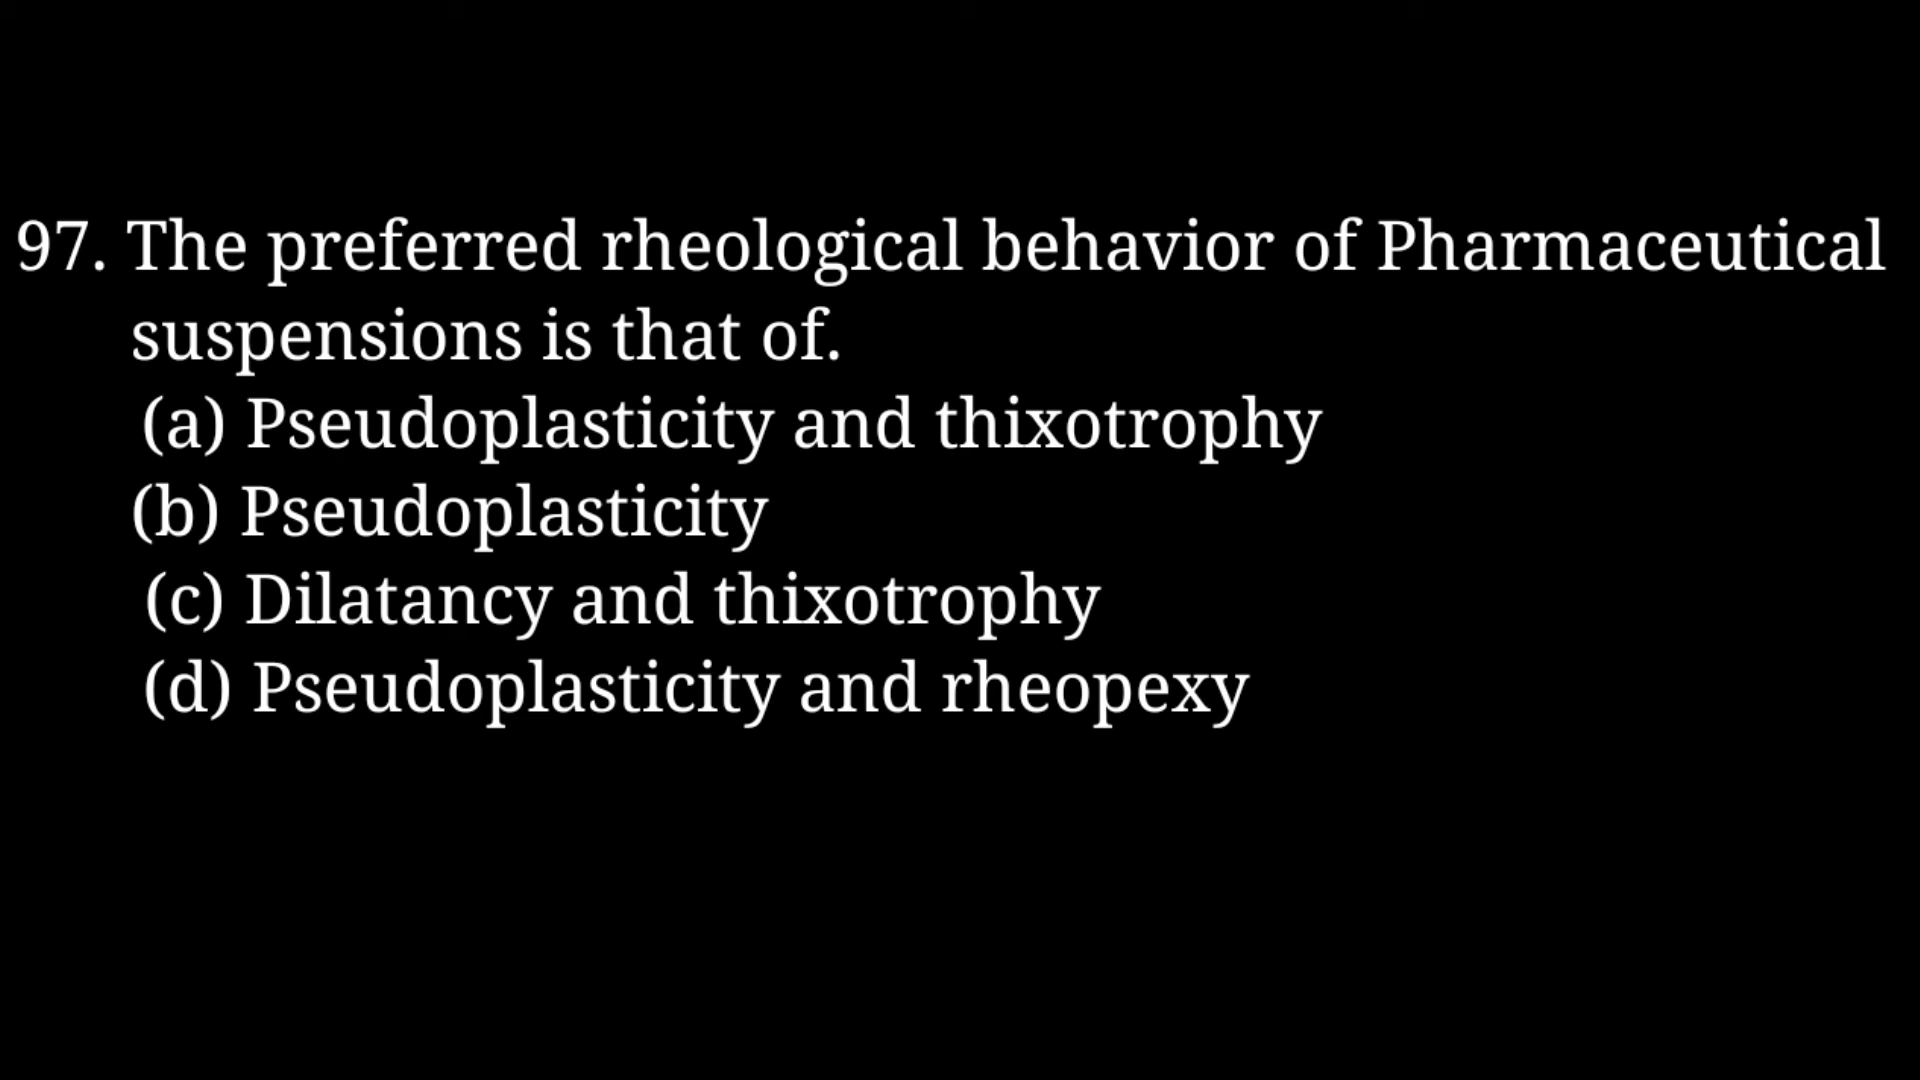 97. The preferred rheological behavior of Pharmaceutical
suspensions is that of.
(a) Pseudoplasticity and thixotrophy
(b) Pseudoplasticity
(c) Dilatancy and thixotrophy
(d) Pseudoplasticity and rheopexy